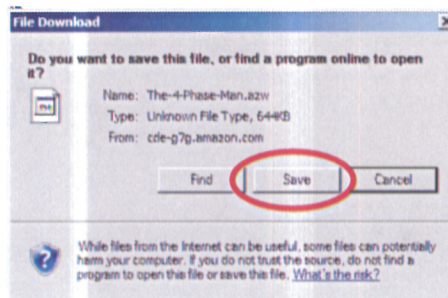 File Download
Do you want to save this file, or find a program online to open
it?
Name: The-4-Phase-Man.azw
Type: Unknown File Type, 644KB
From: cde-g7g.amazon.com
Find
Save
Cancel
While files from the Internet can be useful, some files can potentially
harm your computer. If you do not trust the source, do not find a
program to open this file or save this file. What's the risk?